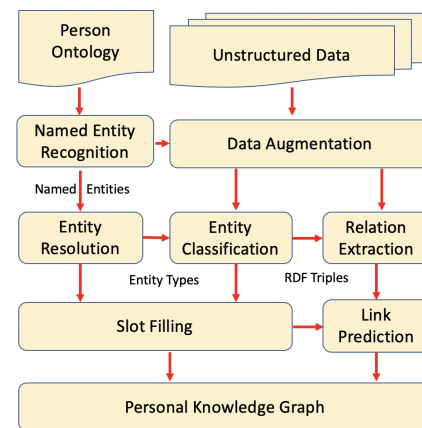 Person
Ontology
Unstructured Data
Named Entity
Recognition
Data Augmentation
Named Entities
Entity
Resolution
Entity
Classification
Relation
Extraction
Entity Types
RDF Triples
Slot Filling
Link
Prediction
Personal Knowledge Graph